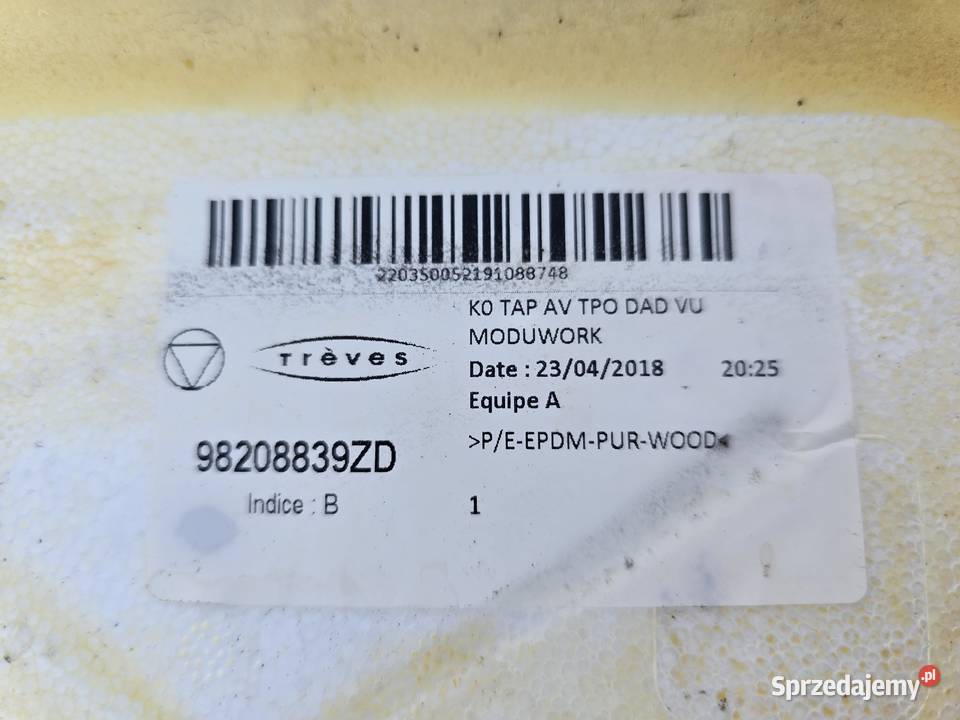 220350052191088748
K0 TAP AV TPO DAD VU
MODUWORK
Trèves
Date : 23/04/2018 20:25
Equipe A
98208839ZD
>P/E-EPDM-PUR-WOOD<
Indice : B
1
Sprzedajemy.pl